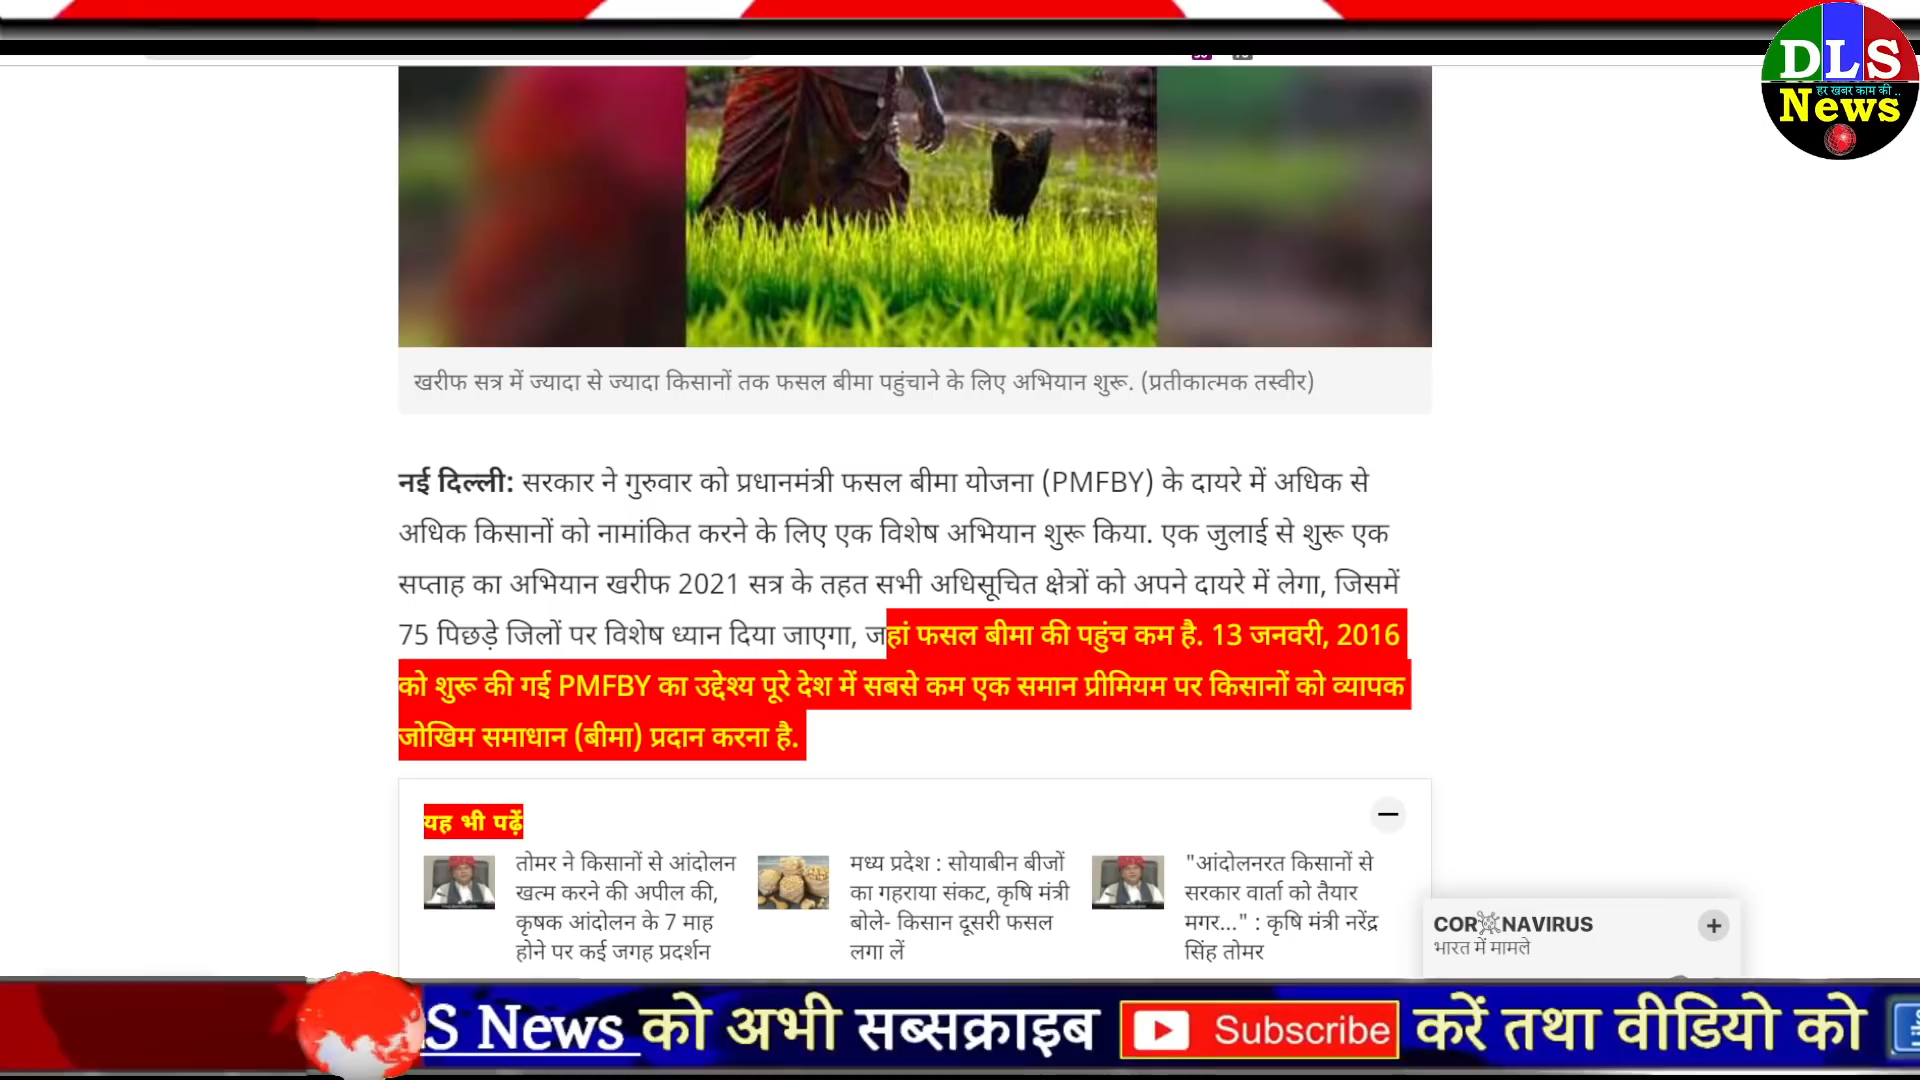 DLS
हर खबर काम की ..
News
खरीफ सत्र में ज्यादा से ज्यादा किसानों तक फसल बीमा पहुंचाने के लिए अभियान शुरू. (प्रतीकात्मक तस्वीर)
नई दिल्ली: सरकार ने गुरुवार को प्रधानमंत्री फसल बीमा योजना (PMFBY) के दायरे में अधिक से
अधिक किसानों को नामांकित करने के लिए एक विशेष अभियान शुरू किया. एक जुलाई से शुरू एक
सप्ताह का अभियान खरीफ 2021 सत्र के तहत सभी अधिसूचित क्षेत्रों को अपने दायरे में लेगा, जिसमें
75 पिछड़े जिलों पर विशेष ध्यान दिया जाएगा, जहां फसल बीमा की पहुंच कम है. 13 जनवरी, 2016
को शुरू की गई PMFBY का उद्देश्य पूरे देश में सबसे कम एक समान प्रीमियम पर किसानों को व्यापक
जोखिम समाधान (बीमा) प्रदान करना है.
यह भी पढ़ें
तोमर ने किसानों से आंदोलन
खत्म करने की अपील की,
कृषक आंदोलन के 7 माह
होने पर कई जगह प्रदर्शन
मध्य प्रदेश : सोयाबीन बीजों
का गहराया संकट, कृषि मंत्री
बोले- किसान दूसरी फसल
लगा लें
"आंदोलनरत किसानों से
सरकार वार्ता को तैयार
मगर..." : कृषि मंत्री नरेंद्र
सिंह तोमर
CORONAVIRUS
भारत में मामले
S News को अभी सब्सक्राइब Subscribe करें तथा वीडियो को